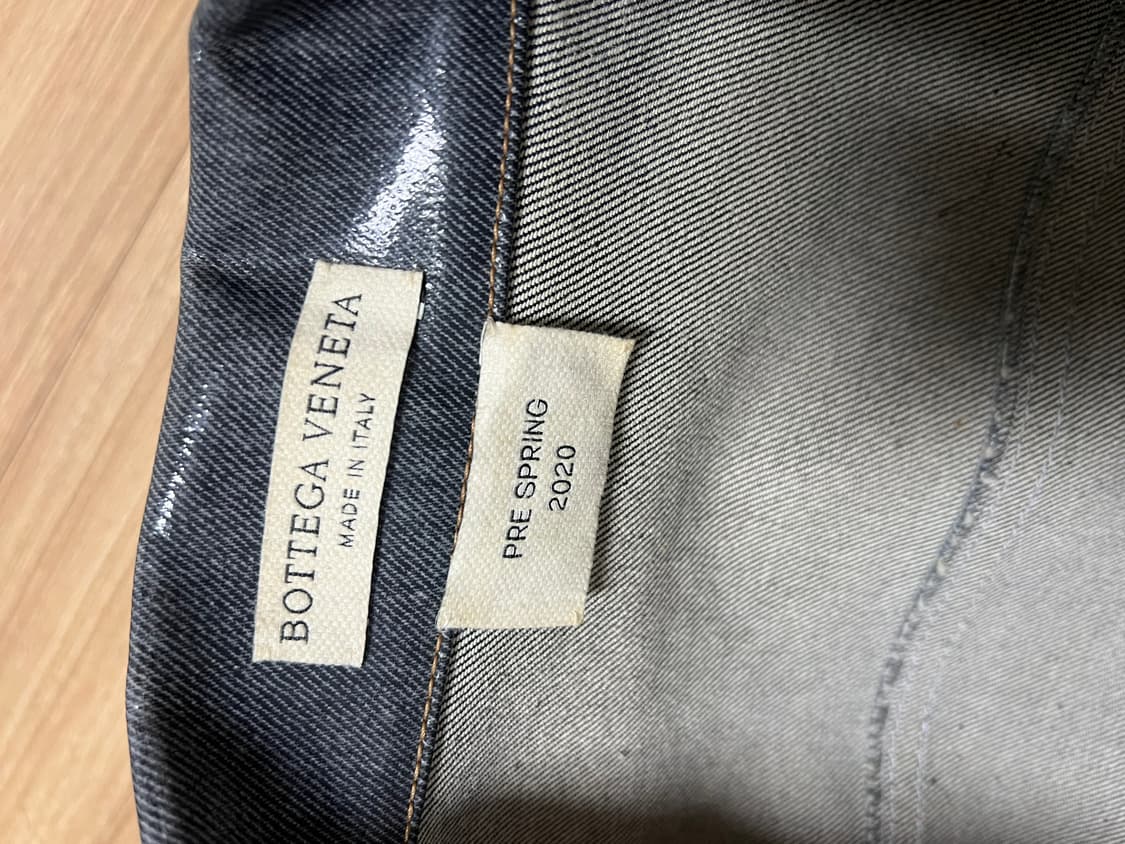 BOTTEGA VENETA
MADE IN ITALY
PRE SPRING
2020